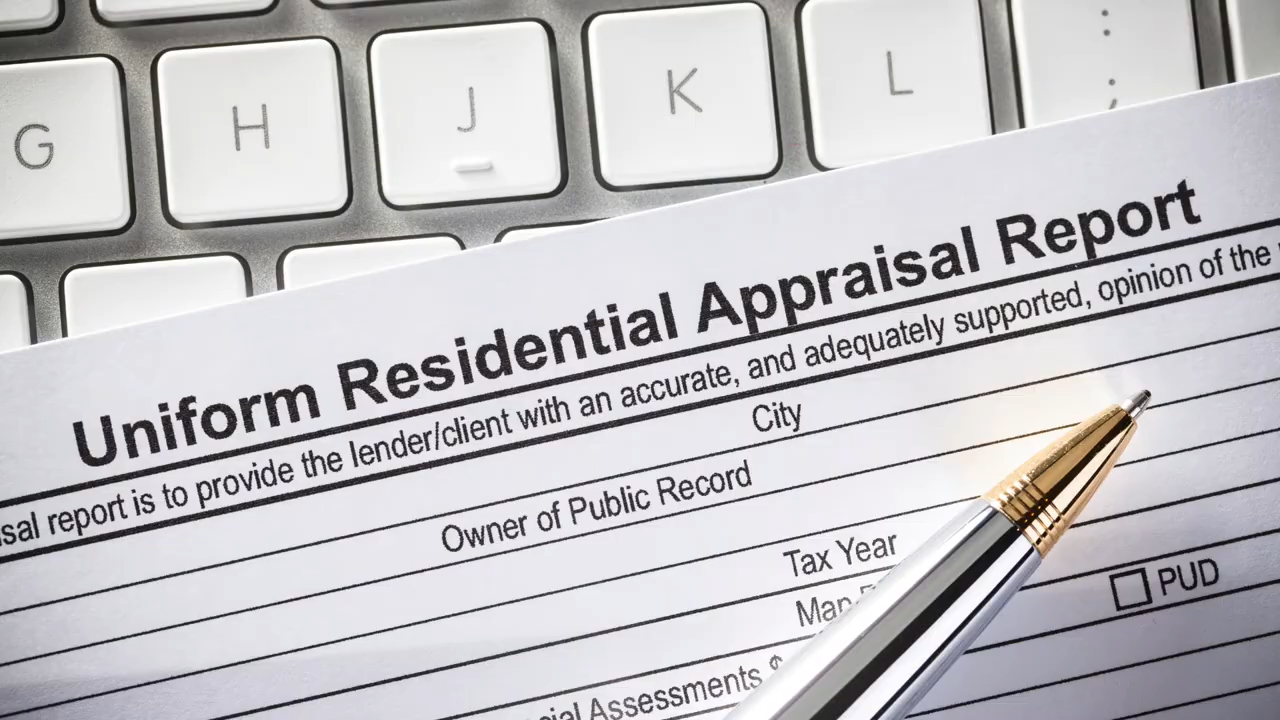 G H J K L :
;
Uniform Residential Appraisal Report
report is to provide the lender/client with an accurate, and adequately supported, opinion of the
City
Owner of Public Record
Tax Year
PUD
Assessments $